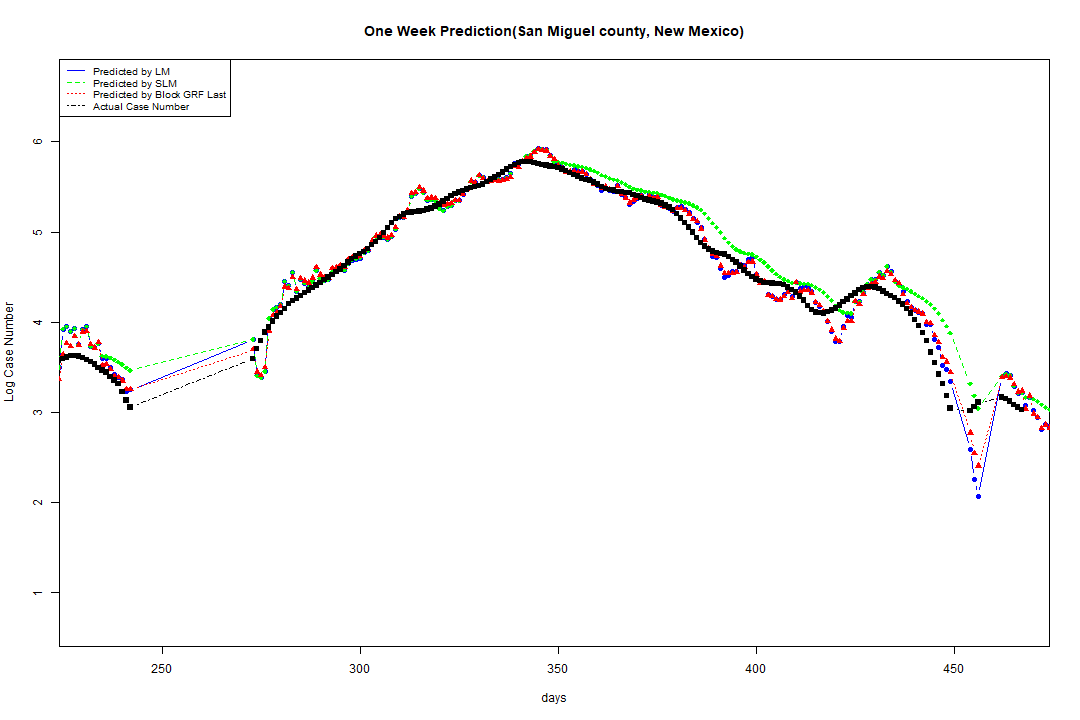 One Week Prediction(San Miguel county, New Mexico)
Predicted by LM
Predicted by SLM
Predicted by Block GRF Last
Actual Case Number
6
5
4
3
2
1
Log Case Number
250
300
350
400
450
days